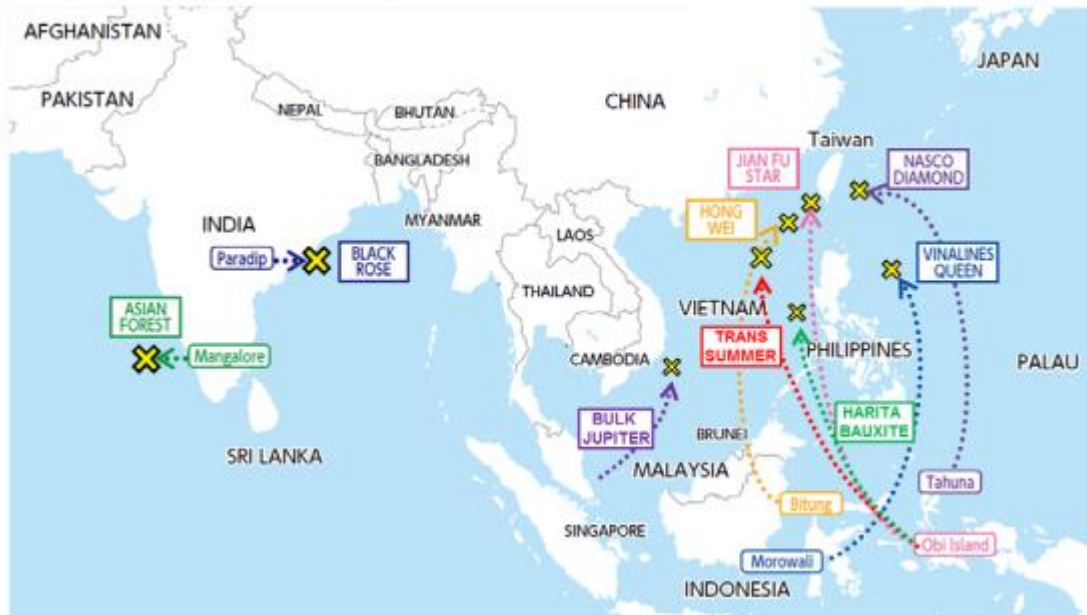 AFGHANISTAN
JAPAN
PAKISTAN
CHINA
NEPAL
BHUTAN
Taiwan
BANGLADESH
JIAN FU
STAR
NASCO
DIAMOND
INDIA
MYANMAR
HONG
WEI
LAOS
Paradip
BLACK
ROSE
VINALINES
QUEEN
THAILAND
ASIAN
FOREST
VIETNAM
Mangalore
TRANS
SUMMER
PHILIPPINES
CAMBODIA
PALAU
BULK
JUPITER
HARITA
BAUXITE
BRUNEI
SRI LANKA
MALAYSIA
Tahuna
Bitung
SINGAPORE
Obi Island
Morowali
INDONESIA